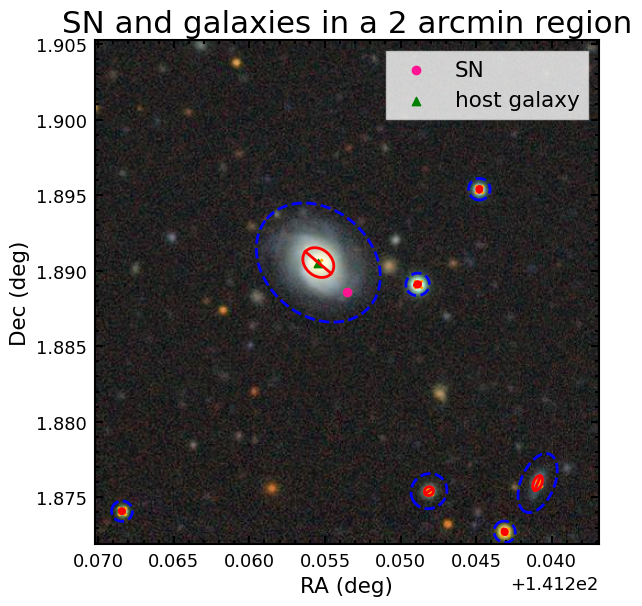 SN and galaxies in a 2 arcmin region
SN
host galaxy
1.905
1.900
1.895
1.890
1.885
1.880
1.875
Dec (deg)
0.070 0.065 0.060 0.055 0.050 0.045 0.040
RA (deg)
+1.412e2